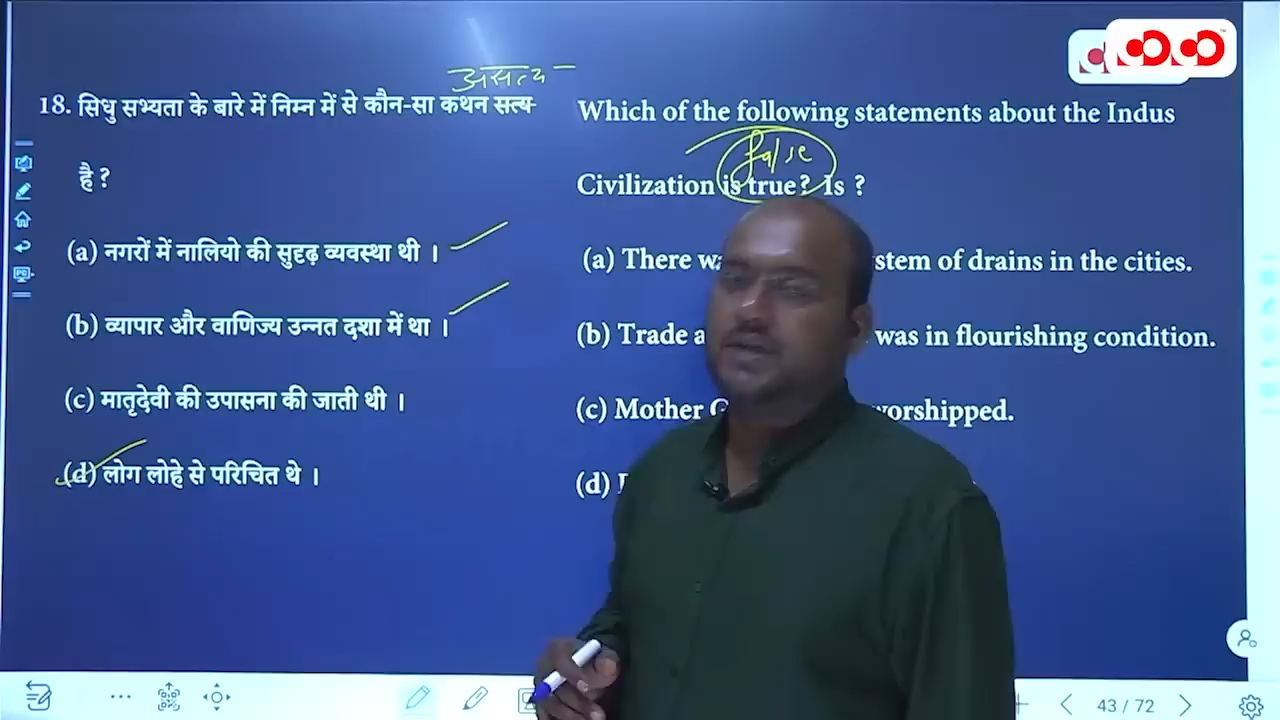 असत्य
18. सिधु सभ्यता के बारे में निम्न में से कौन-सा कथन सत्य
है ?
(a) नगरों में नालियो की सुदृढ़ व्यवस्था थी ।
(b) व्यापार और वाणिज्य उन्नत दशा में था ।
(c) मातृदेवी की उपासना की जाती थी ।
(d) लोग लोहे से परिचित थे ।
Which of the following statements about the Indus
false
Civilization is true? Is ?
(a) There of drains in the cities.
(b) Trade was in flourishing condition.
(c) Mother worshipped.
(d)
43 / 72